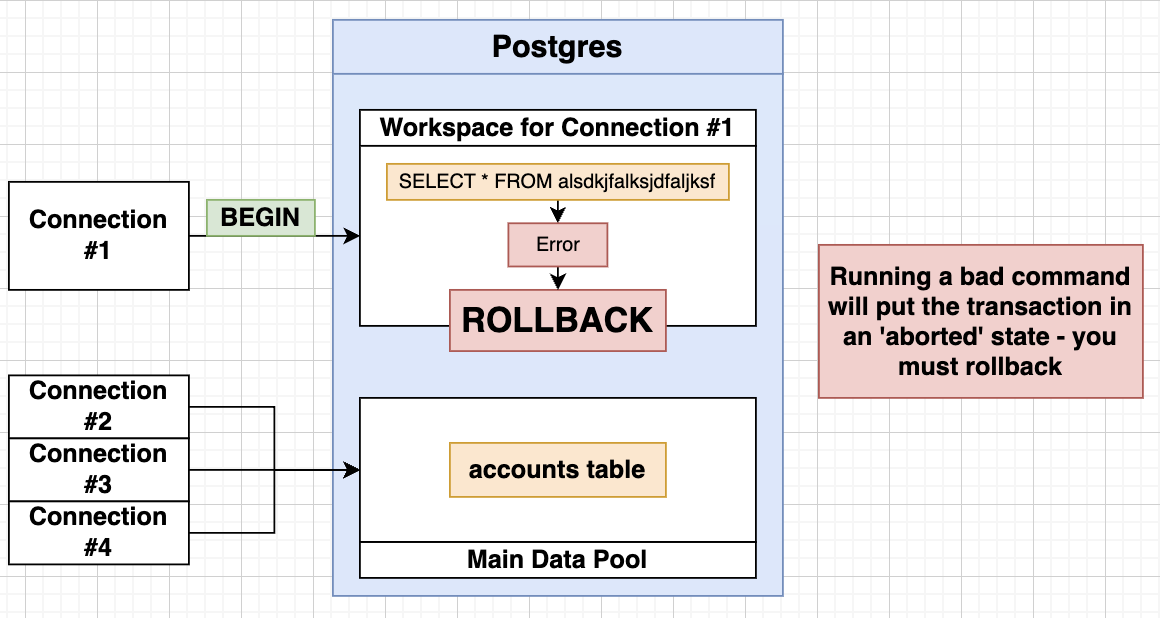 Postgres
Workspace for Connection #1
SELECT * FROM alsdkjfalksjdfaljksf
Connection
#1
BEGIN
Error
ROLLBACK
Running a bad command
will put the transaction in
an 'aborted' state - you
must rollback
Connection
#2
Connection
#3
Connection
#4
accounts table
Main Data Pool